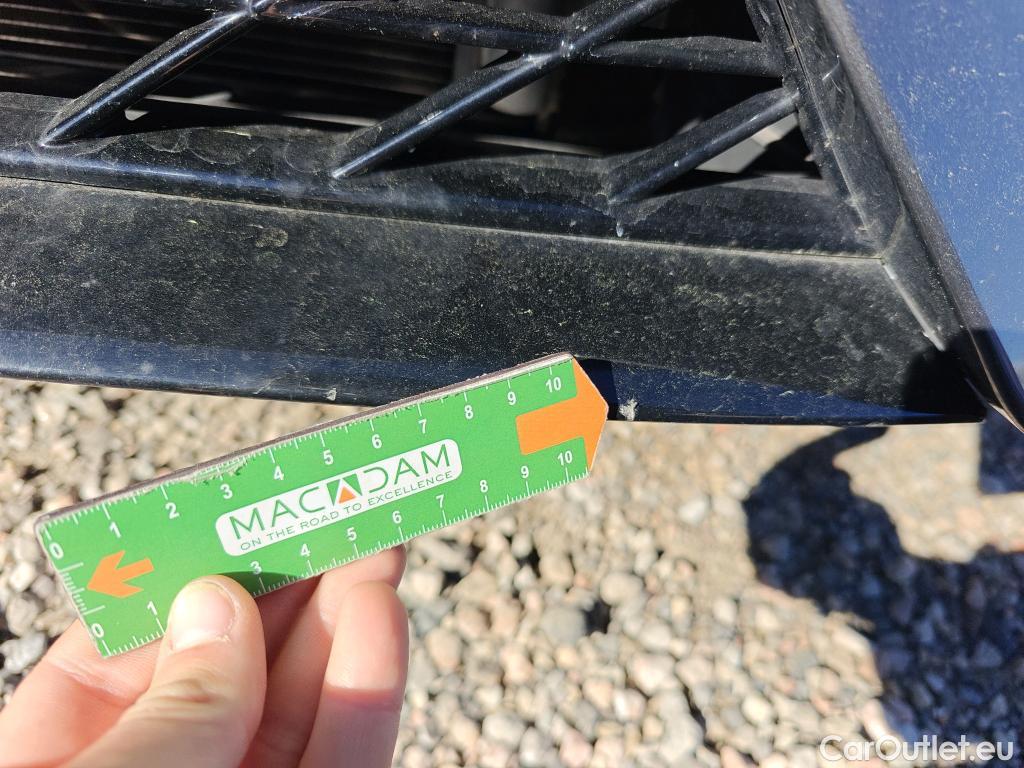 1 2 3 4 5 6 7 8 9 10
0
MACADAM
ON THE ROAD TO EXCELLENCE
0 1 3 4 5 6 7 8 9 10
CarOutlet.eu